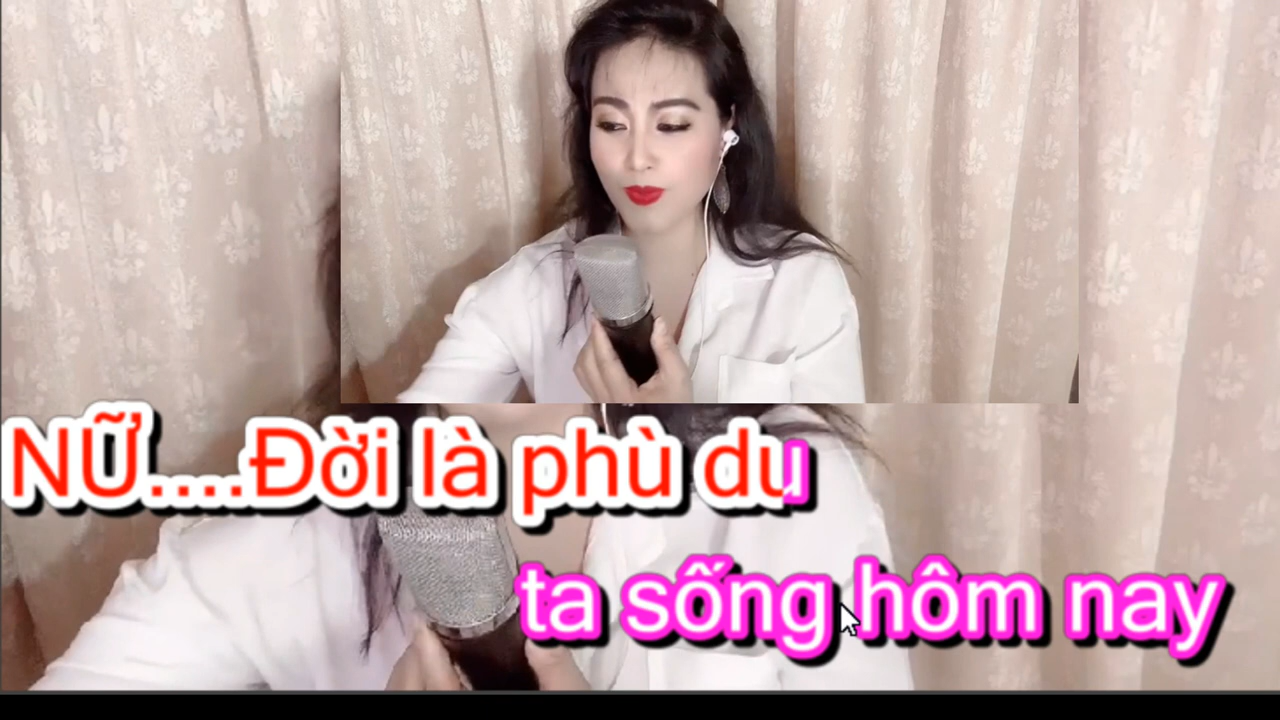 NỮ....Đời là phù du
ta sống hôm nay